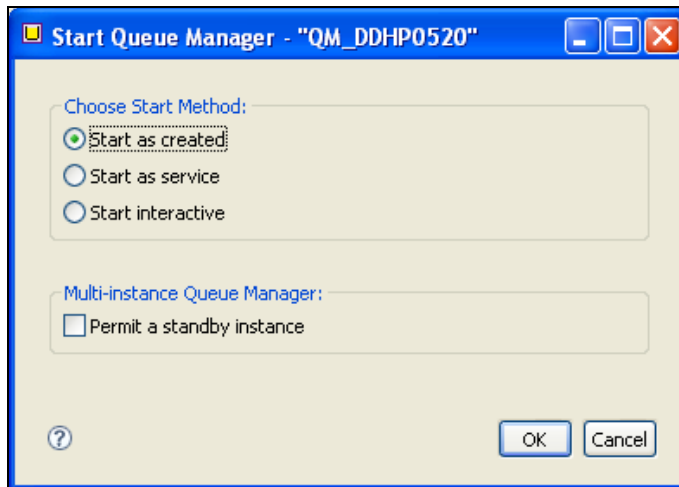 Start Queue Manager - "QM_DDHP0520"
Choose Start Method:
Start as created
Start as service
Start interactive
Multi-instance Queue Manager:
Permit a standby instance
?
OK Cancel